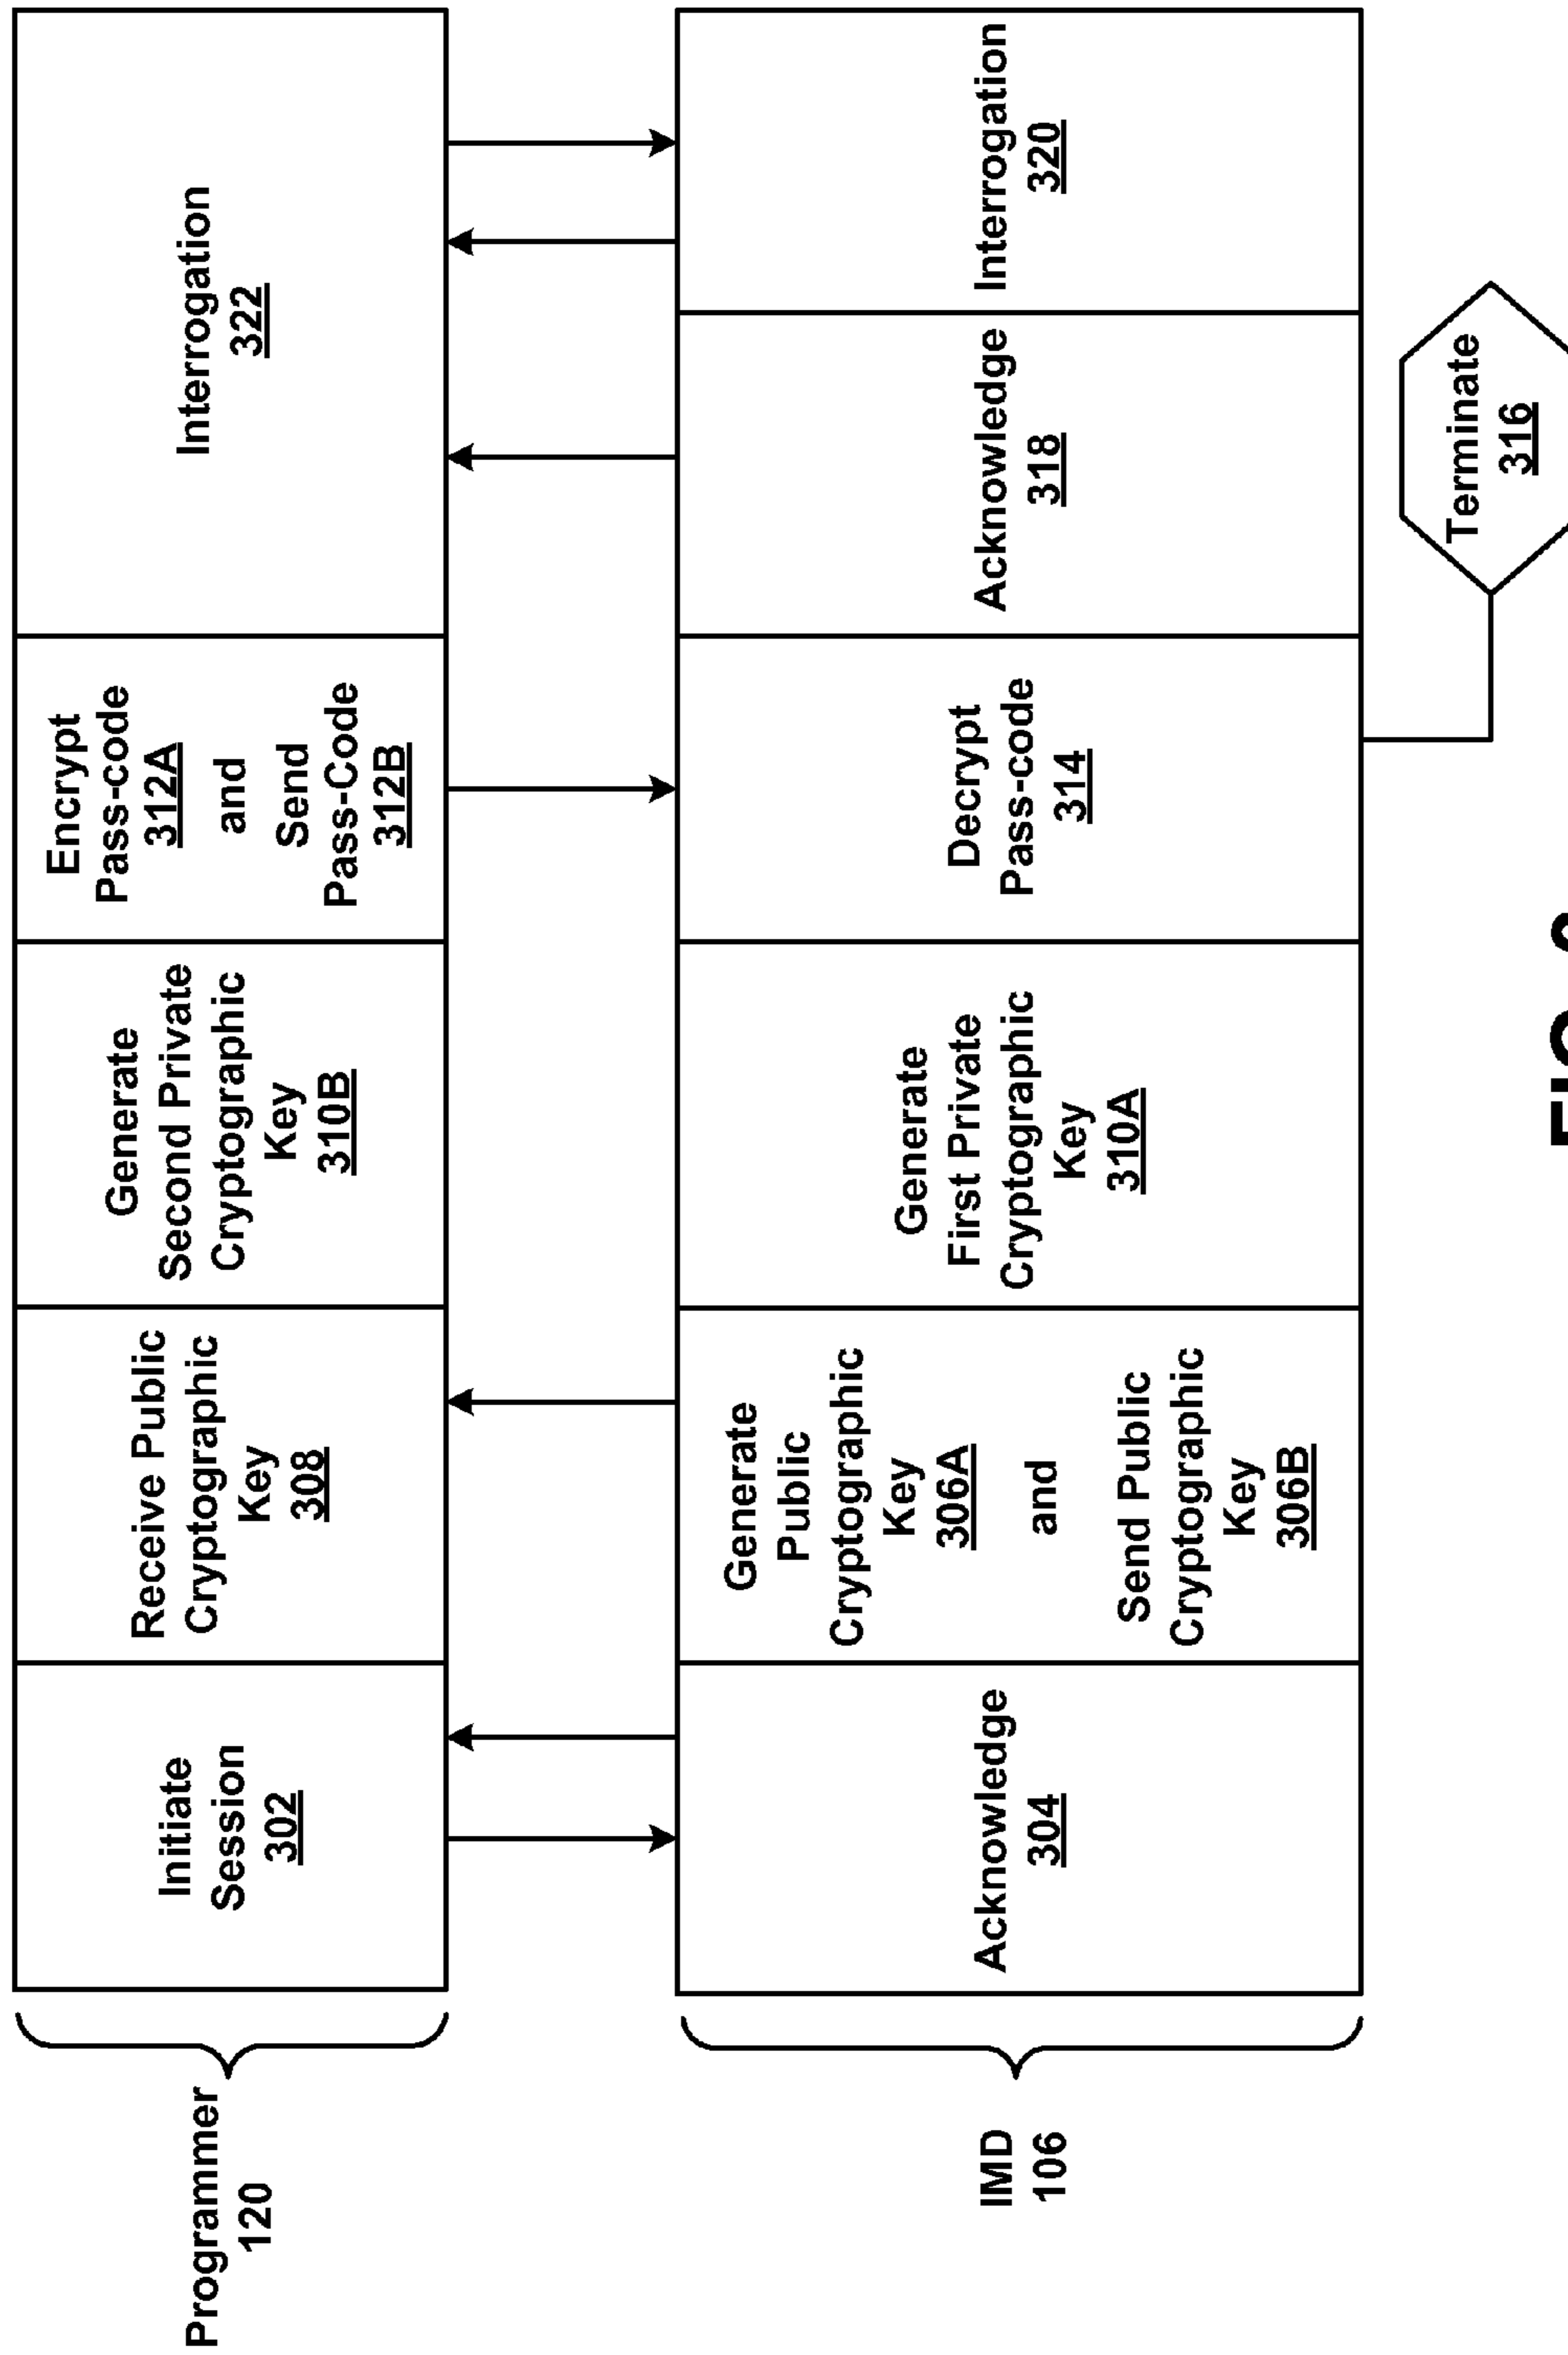 Programmer
120
Initiate
Session
302
Receive Public
Cryptographic
Key
308
Generate
Second Private
Cryptographic
Key
310B
Encrypt
Pass-code
312A
and
Send
Pass-Code
312B
Interrogation
322
IMD
106
Acknowledge
304
Generate
Public
Cryptographic
Key
306A
and
Send Public
Cryptographic
Key
306B
Generate
First Private
Cryptographic
Key
310A
Decrypt
Pass-code
314
Acknowledge
318
Interrogation
320
Terminate
316